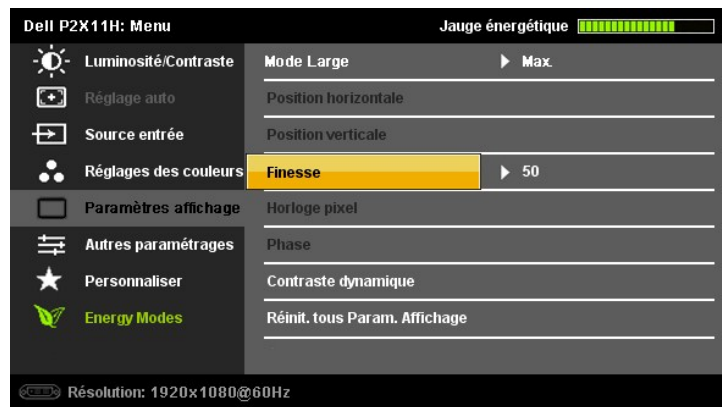 Dell P2X11H: Menu Jauge énergétique
Luminosité/Contraste Mode Large Max.
Réglage auto Position horizontale
Source entrée Position verticale
Réglages des couleurs Finesse 50
Paramètres affichage Horloge pixel
Autres paramétrages Phase
Personnaliser Contraste dynamique
Energy Modes Réinit. tous Param. Affichage
Résolution: 1920x1080@60Hz